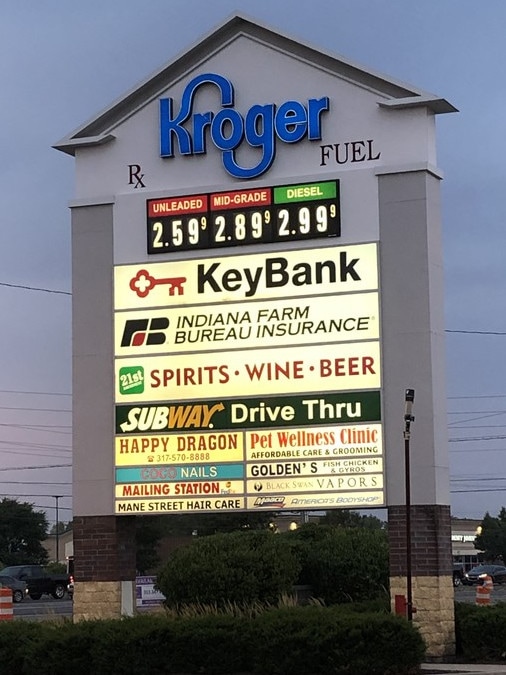 Kroger
Rx
FUEL
UNLEADED MID-GRADE DIESEL
2.59⁹ 2.89⁹ 2.99⁹
KeyBank
INDIANA FARM
BUREAU INSURANCE
21st SPIRITS · WINE · BEER
SUBWAY Drive Thru
HAPPY DRAGON
☎ 317-570-8888
Pet Wellness Clinic
AFFORDABLE CARE & GROOMING
COCO NAILS
GOLDEN'S FISH CHICKEN
& GYROS
MAILING STATION
BLACK SWAN VAPORS
MANE STREET HAIR CARE
MAACO AMERICA'S BODYSHOP